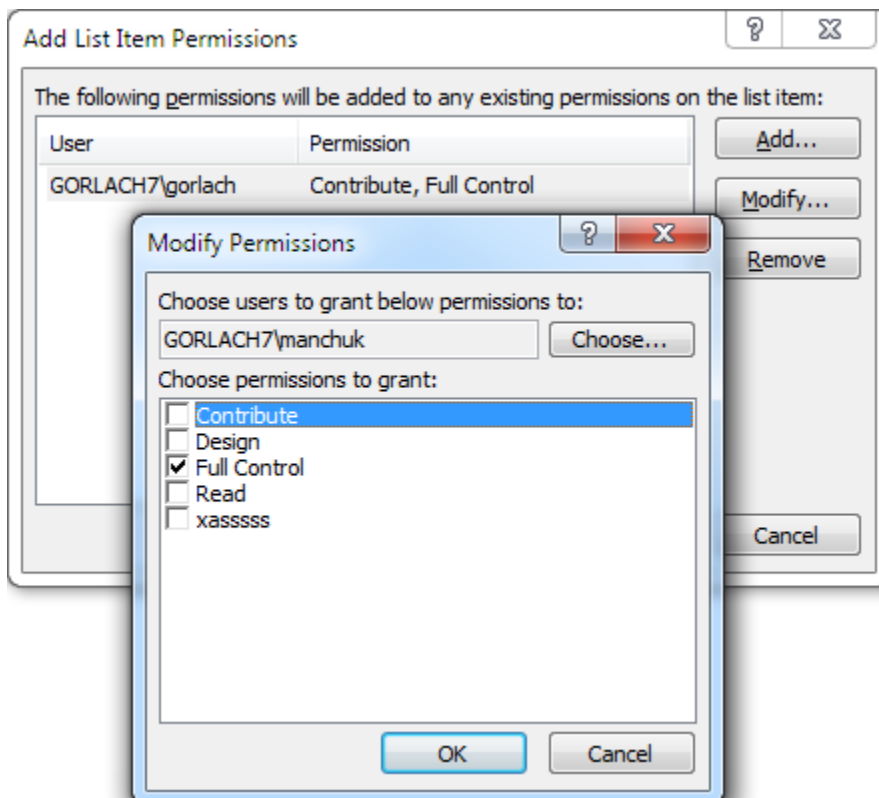 Add List Item Permissions
The following permissions will be added to any existing permissions on the list item:
User Permission
Add...
GORLACH7\gorlach Contribute, Full Control
Modify...
Remove
Cancel
Modify Permissions
Choose users to grant below permissions to:
GORLACH7\manchuk Choose...
Choose permissions to grant:
Contribute
Design
Full Control
Read
xasssss
OK Cancel